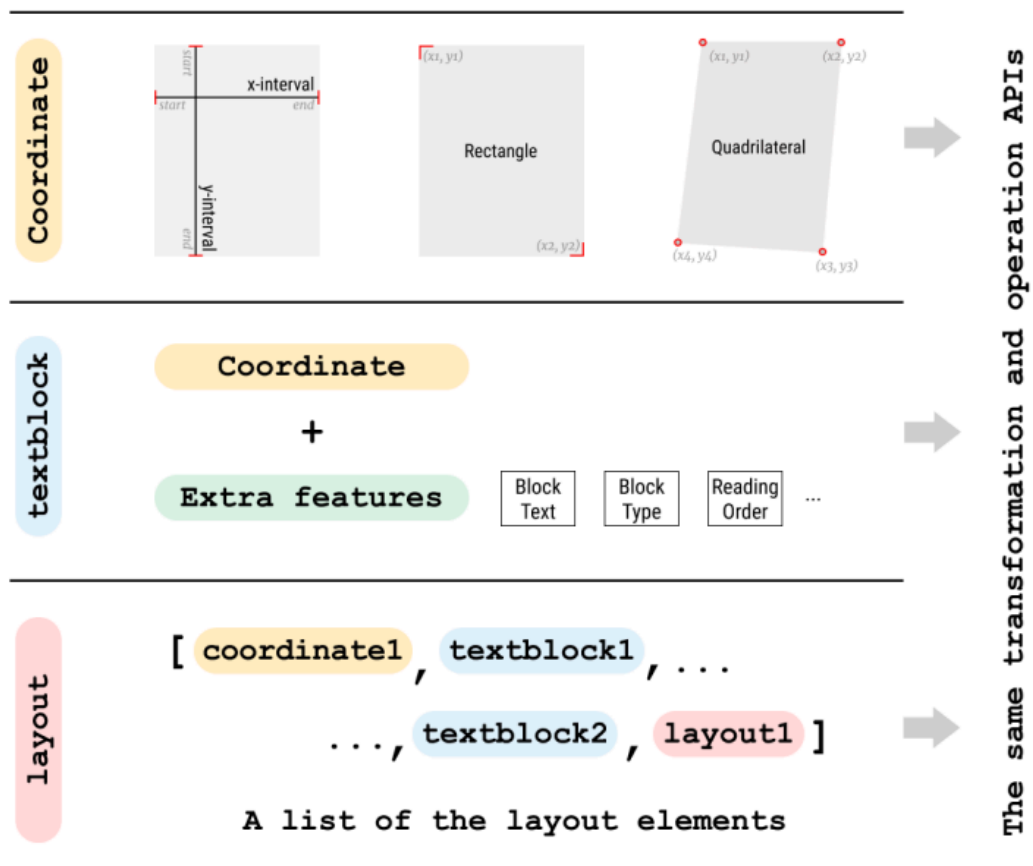 Coordinate
start
x-interval
start
end
y-interval
end
(x1, y1)
Rectangle
(x2, y2)
(x1, y1)
(x2, y2)
Quadrilateral
(x4, y4)
(x3, y3)
textblock
Coordinate
+
Extra features
Block
Text
Block
Type
Reading
Order
...
layout
[ coordinate1 , textblock1 , ...
..., textblock2 , layout1 ]
A list of the layout elements
The same transformation and operation APIs